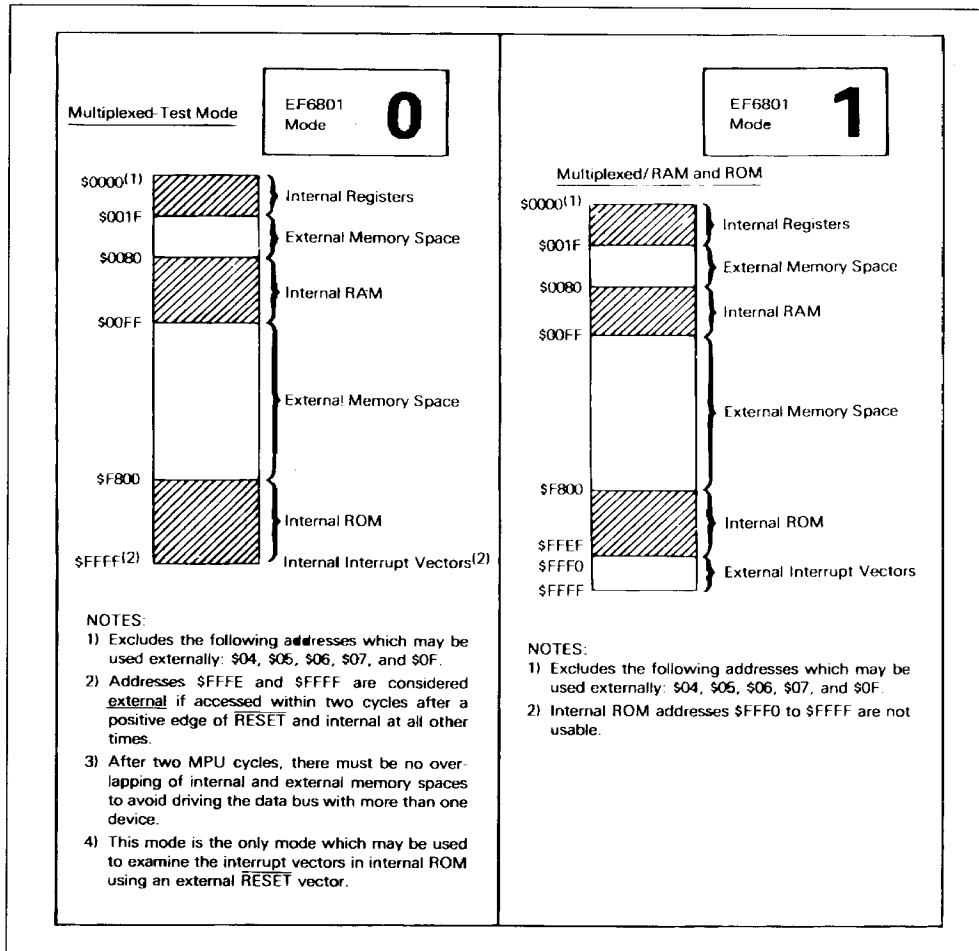 EF6801
Mode 0
Multiplexed-Test Mode
$0000(1)
Internal Registers
$001F
External Memory Space
$0080
Internal RAM
$00FF
External Memory Space
$F800
Internal ROM
$FFFF(2)
Internal Interrupt Vectors(2)
NOTES:
1) Excludes the following addresses which may be
used externally: $04, $05, $06, $07, and $0F.
2) Addresses $FFFE and $FFFF are considered
external if accessed within two cycles after a
positive edge of RESET and internal at all other
times.
3) After two MPU cycles, there must be no over-
lapping of internal and external memory spaces
to avoid driving the data bus with more than one
device.
4) This mode is the only mode which may be used
to examine the interrupt vectors in internal ROM
using an external RESET vector.
EF6801
Mode 1
Multiplexed/RAM and ROM
$0000(1)
Internal Registers
$001F
External Memory Space
$0080
Internal RAM
$00FF
External Memory Space
$F800
Internal ROM
$FFEF
$FFF0
External Interrupt Vectors
$FFFF
NOTES:
1) Excludes the following addresses which may be
used externally: $04, $05, $06, $07, and $0F.
2) Internal ROM addresses $FFF0 to $FFFF are not
usable.